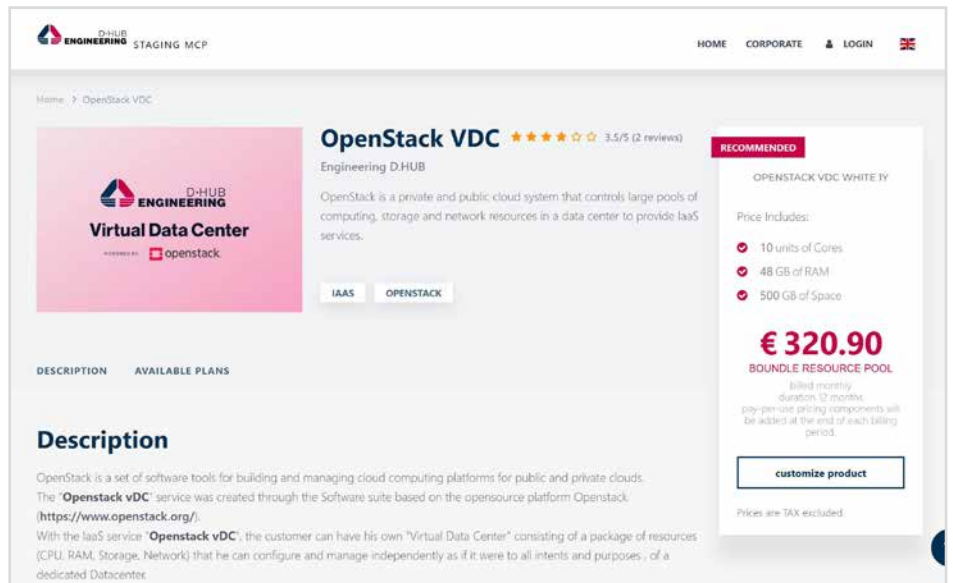 D·HUB
ENGINEERING STAGING MCP
HOME CORPORATE LOGIN
Home > OpenStack VDC
D·HUB
ENGINEERING
Virtual Data Center
POWERED BY openstack
OpenStack VDC 3.5/5 (2 reviews)
Engineering D.HUB
OpenStack is a private and public cloud system that controls large pools of
computing, storage and network resources in a data center to provide IaaS
services.
IAAS OPENSTACK
RECOMMENDED
OPENSTACK VDC WHITE 1Y
Price Includes:
10 units of Cores
48 GB of RAM
500 GB of Space
€ 320.90
BOUNDLE RESOURCE POOL
billed monthly
duration 12 months
pay-per-use pricing components will
be added at the end of each billing
period.
customize product
Prices are TAX excluded
DESCRIPTION AVAILABLE PLANS
Description
OpenStack is a set of software tools for building and managing cloud computing platforms for public and private clouds.
The "Openstack vDC" service was created through the Software suite based on the opensource platform Openstack
(https://www.openstack.org/).
With the IaaS service "Openstack vDC", the customer can have his own "Virtual Data Center" consisting of a package of resources
(CPU, RAM, Storage, Network) that he can configure and manage independently as if it were to all intents and purposes , of a
dedicated Datacenter.